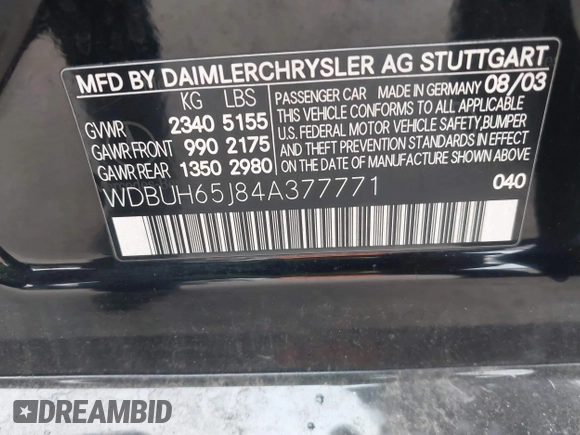 MFD BY DAIMLERCHRYSLER AG STUTTGART
KG LBS
GVWR 2340 5155
GAWR FRONT 990 2175
GAWR REAR 1350 2980
PASSENGER CAR MADE IN GERMANY 08/03
THIS VEHICLE CONFORMS TO ALL APPLICABLE
U.S. FEDERAL MOTOR VEHICLE SAFETY, BUMPER
AND THEFT PREVENTION STANDARDS IN EFFECT
ON THE DATE OF MANUFACTURE SHOWN ABOVE.
WDBUH65J84A377771
040
DREAMBID